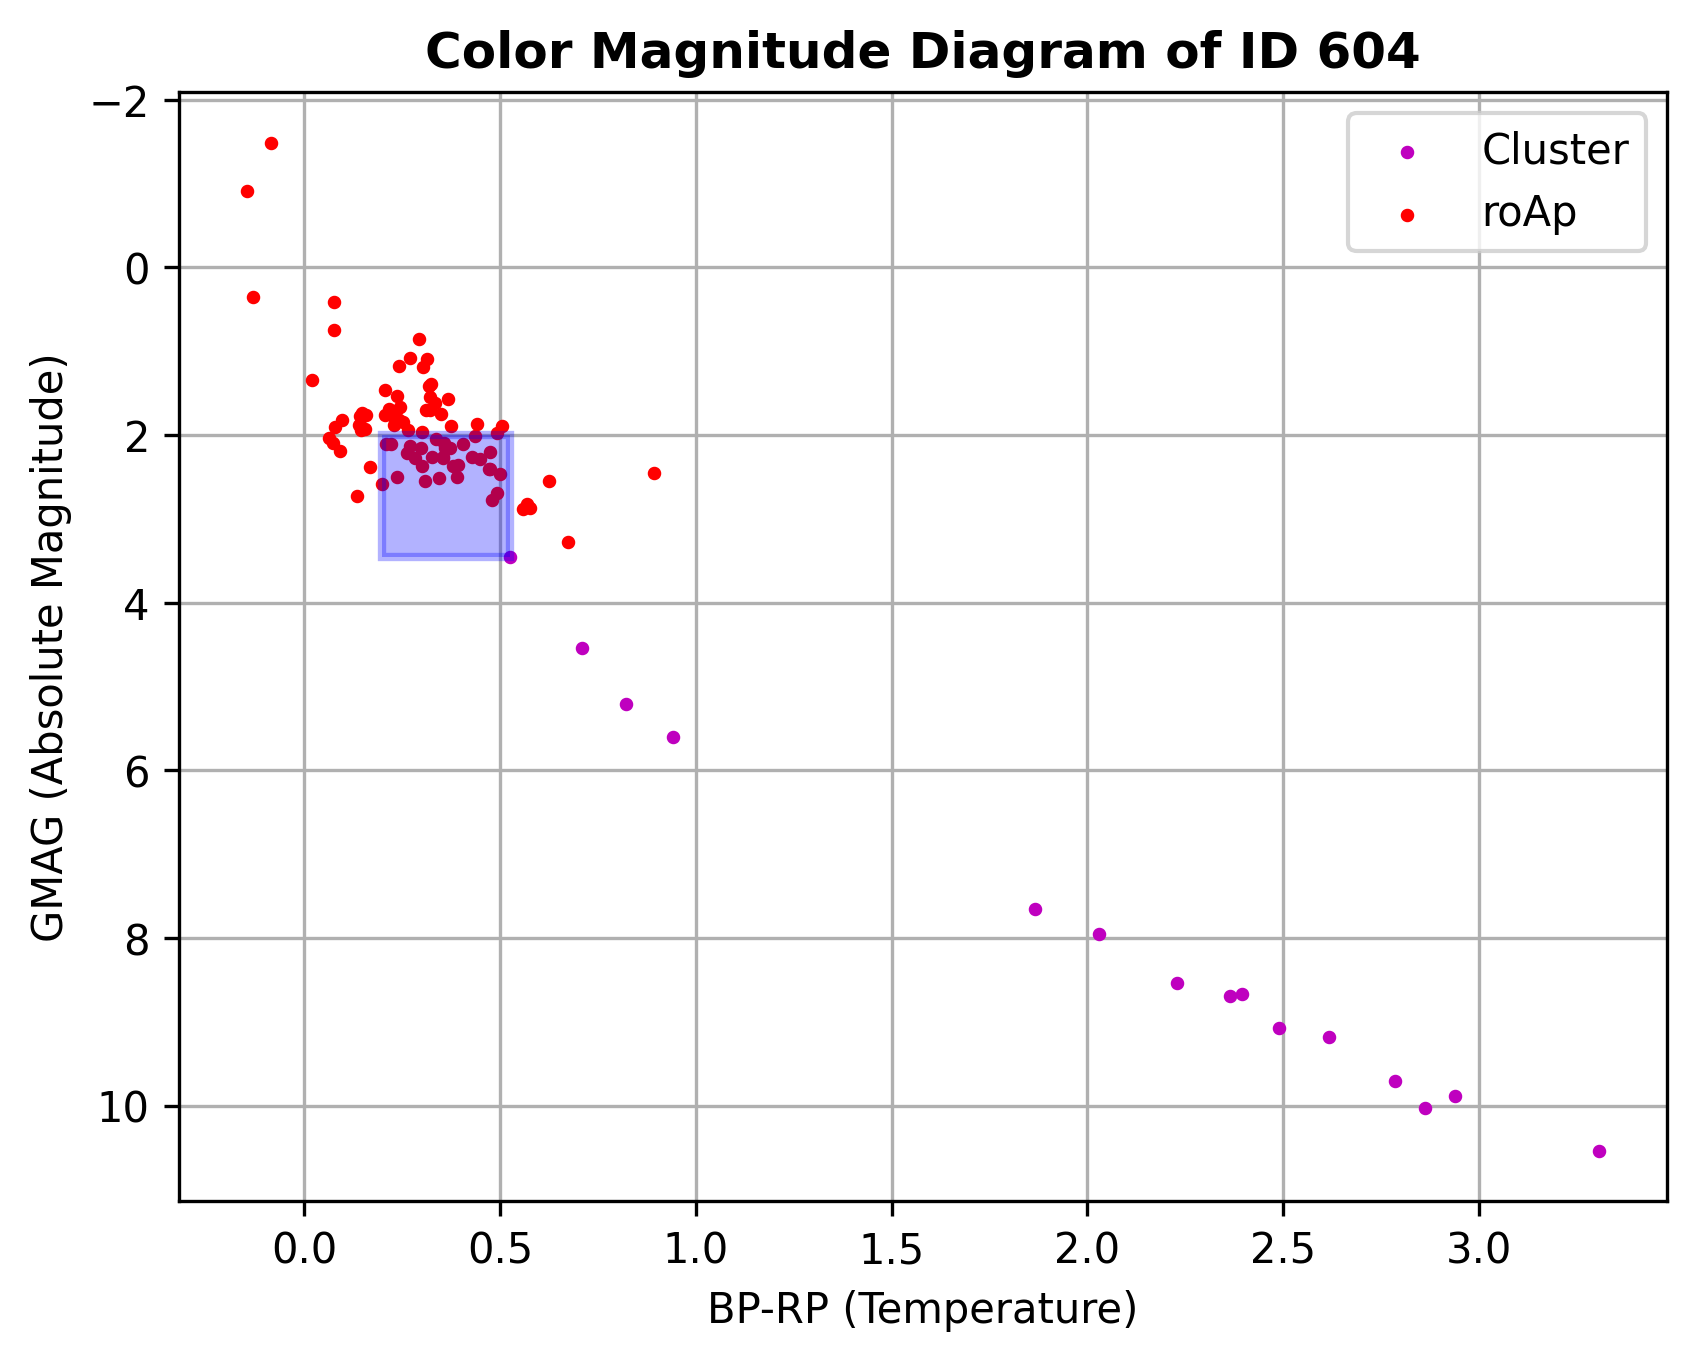 Color Magnitude Diagram of ID 604
Cluster
roAp
GMAG (Absolute Magnitude)
−2
0
2
4
6
8
10
0.0 0.5 1.0 1.5 2.0 2.5 3.0
BP-RP (Temperature)